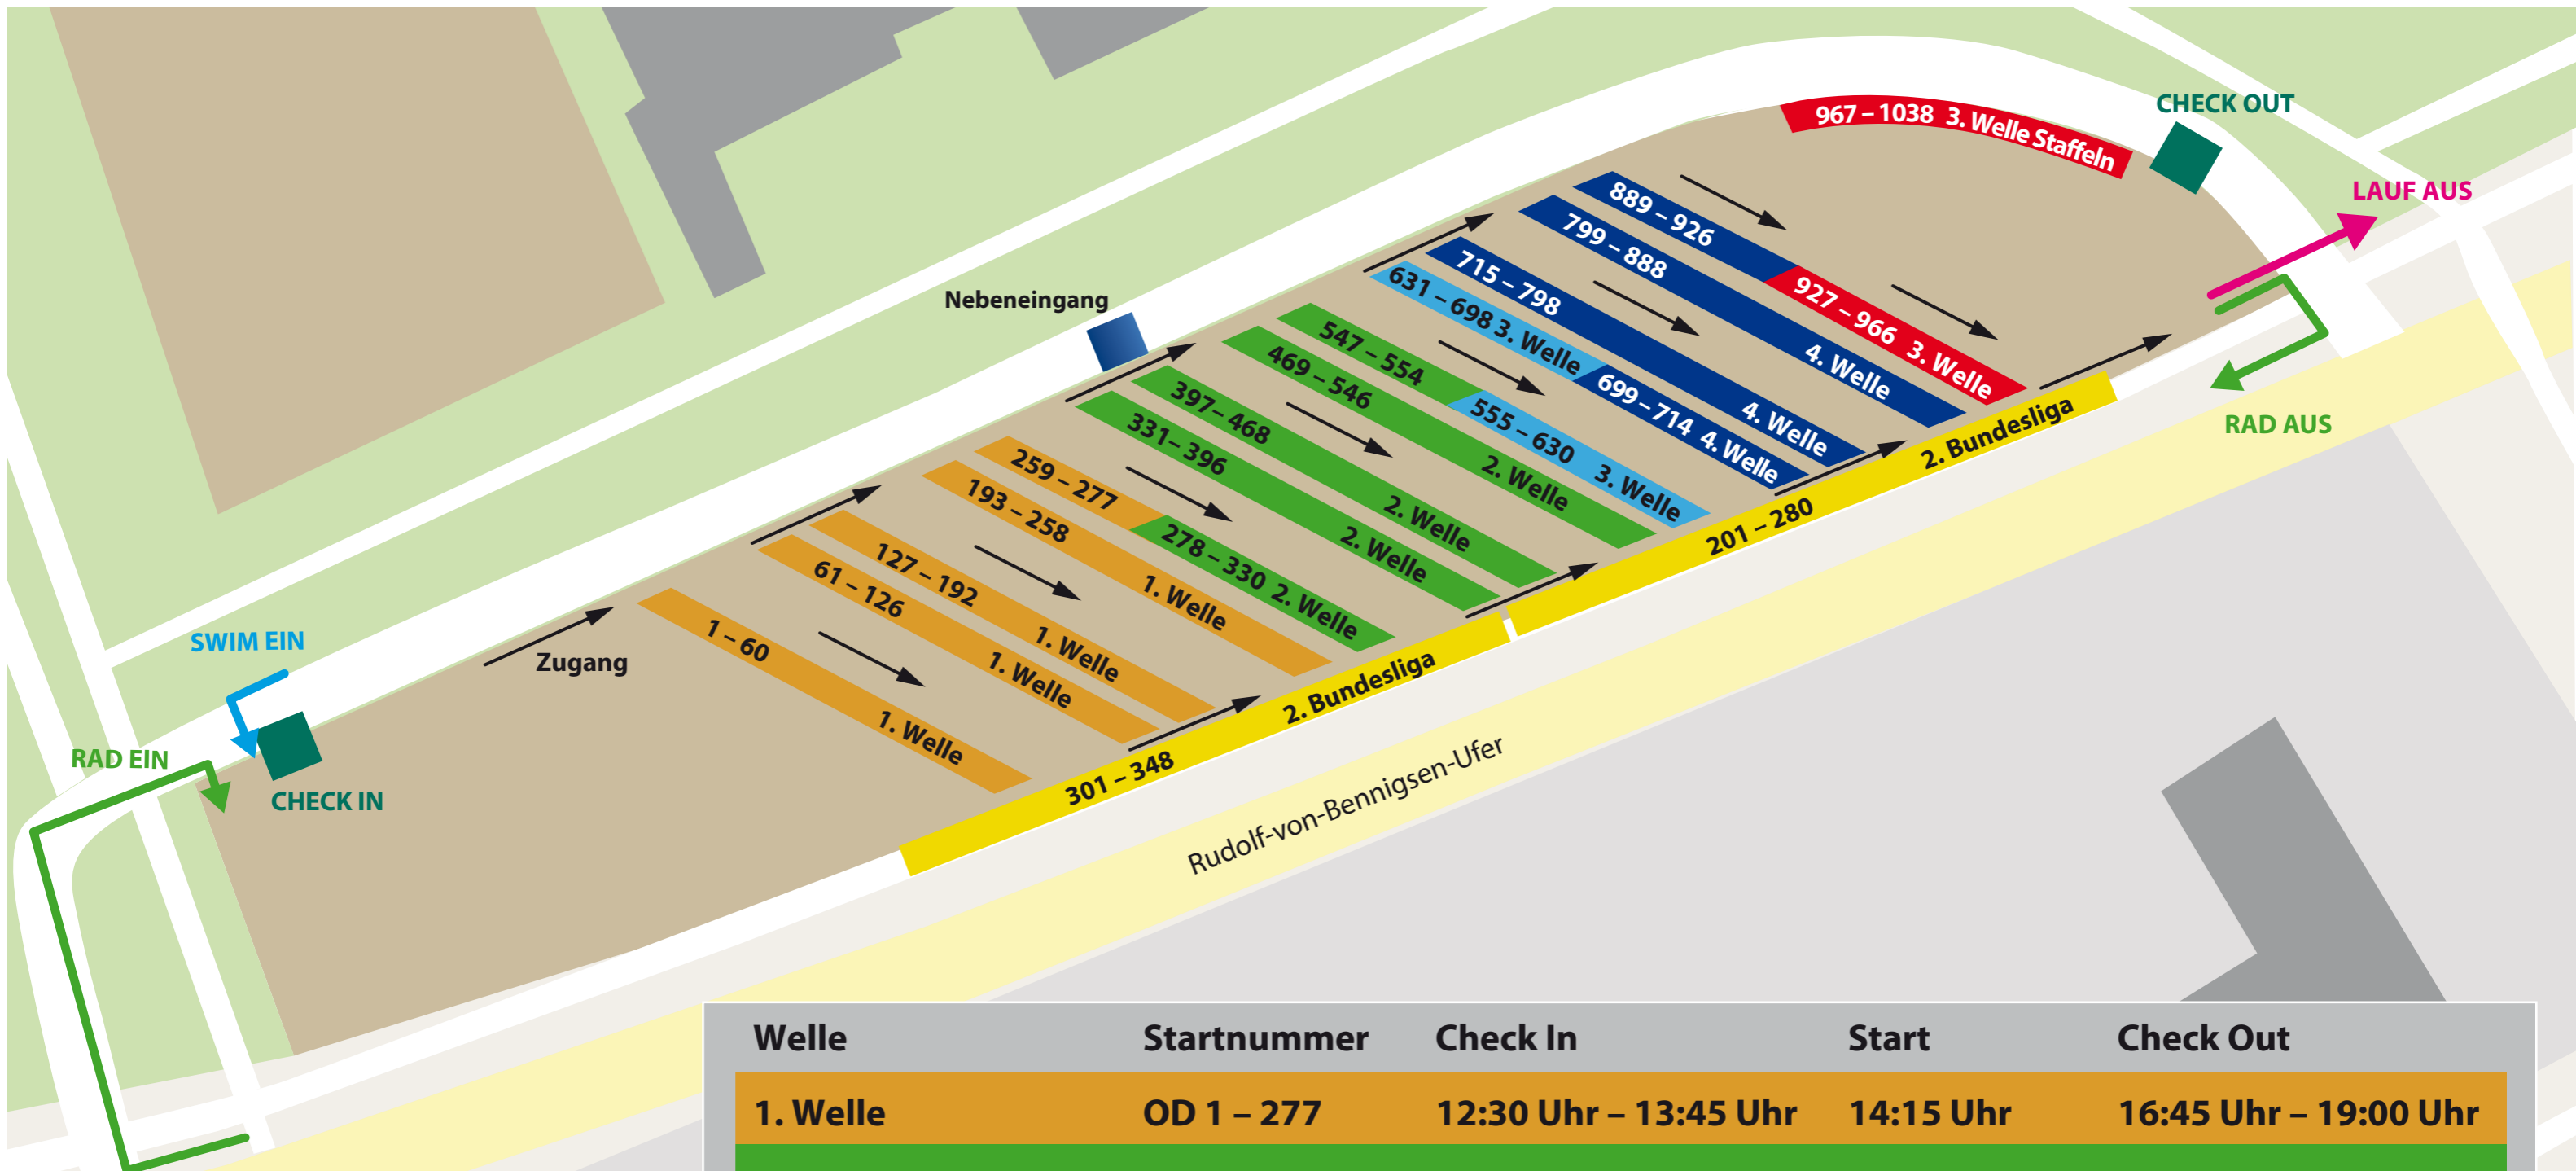 CHECK OUT
967 – 1038 3. Welle Staffeln
LAUF AUS
889 – 926
927 – 966 3. Welle
799 – 888
4. Welle
715 – 798
4. Welle
631 – 698 3. Welle
699 – 714 4. Welle
Nebeneingang
547 – 554
555 – 630 3. Welle
469 – 546
2. Welle
397– 468
2. Welle
331– 396
2. Welle
RAD AUS
2. Bundesliga
201 – 280
259 – 277
278 – 330 2. Welle
193 – 258
1. Welle
127 – 192
1. Welle
61 – 126
1. Welle
1 – 60
1. Welle
SWIM EIN
Zugang
RAD EIN
CHECK IN
2. Bundesliga
301 – 348
Rudolf-von-Bennigsen-Ufer
Welle Startnummer Check In Start Check Out
1. Welle OD 1 – 277 12:30 Uhr – 13:45 Uhr 14:15 Uhr 16:45 Uhr – 19:00 Uhr